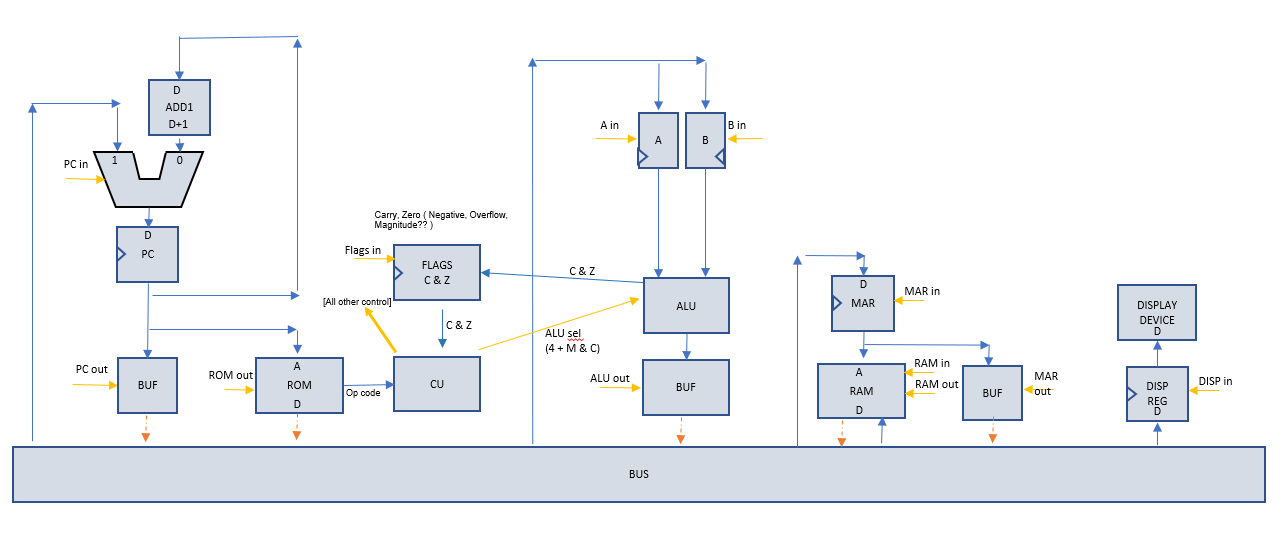 D
ADD1
D+1
1
0
PC in
D
PC
PC out
BUF
ROM out
A
ROM
D
Op code
Carry, Zero ( Negative, Overflow,
Magnitude?? )
Flags in
FLAGS
C & Z
[All other control]
C & Z
CU
C & Z
ALU sel
(4 + M & C)
A in
A
B
B in
ALU
ALU out
BUF
D
MAR
MAR in
A
RAM
D
RAM in
RAM out
BUF
MAR
out
DISPLAY
DEVICE
D
DISP
REG
D
DISP in
BUS